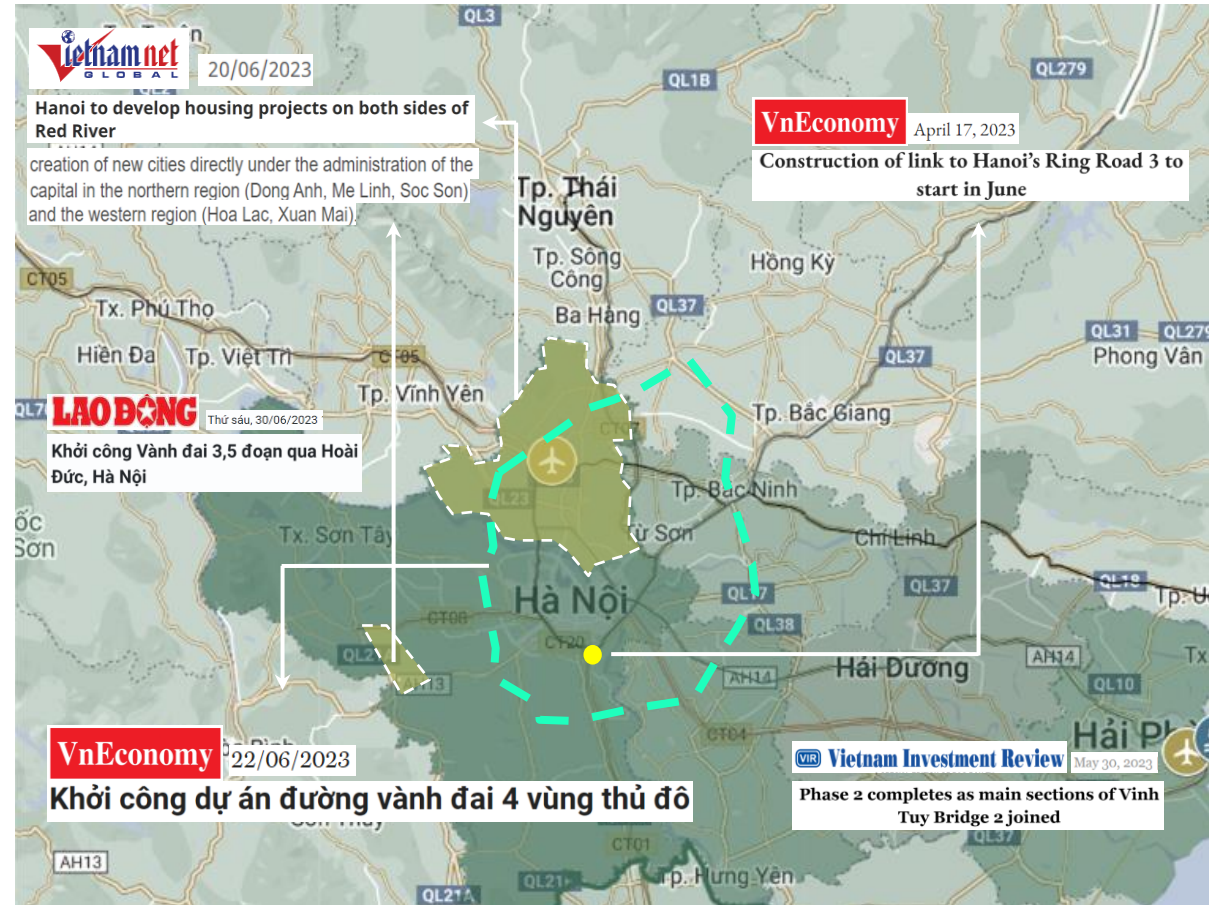 QL3
Vietnamnet
GLOBAL
20/06/2023
Hanoi to develop housing projects on both sides of
Red River
creation of new cities directly under the administration of the
capital in the northern region (Dong Anh, Me Linh, Soc Son)
and the western region (Hoa Lac, Xuan Mai).
QL1B
QL279
VnEconomy
April 17, 2023
Construction of link to Hanoi's Ring Road 3 to
start in June
Tp. Thái
Nguyên
Tp. Sông
Công
Hồng Kỳ
CT05
Tx. Phú Thọ
Ba Hàng
QL37
QL31
QL279
Hiền Đa
Tp. Việt Trì
CT05
QL37
Phong Vân
Tp. Vĩnh Yên
LAO ĐỘNG
Thứ sáu, 30/06/2023
Tp. Bắc Giang
CT07
Khởi công Vành đai 3,5 đoạn qua Hoài
Đức, Hà Nội
QL23
Tp. Bắc Ninh
Tx. Sơn Tây
Từ Sơn
Chí Linh
Sơn
QL37
QL18
Hà Nội
QL17
CT08
QL38
CT20
Hải Dương
AH14
AH13
AH14
QL10
CT04
Hải
VnEconomy
22/06/2023
Khởi công dự án đường vành đai 4 vùng thủ đô
VIR
Vietnam Investment Review
May 30, 2023
Phase 2 completes as main sections of Vinh
Tuy Bridge 2 joined
QL37
CT01
AH13
QL21A
Tp. Hưng Yên